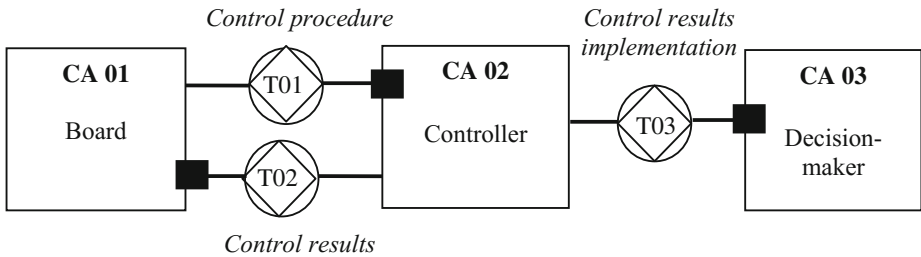 Control procedure
Control results
implementation
CA 01
Board
T01
T02
CA 02
Controller
T03
CA 03
Decision-
maker
Control results